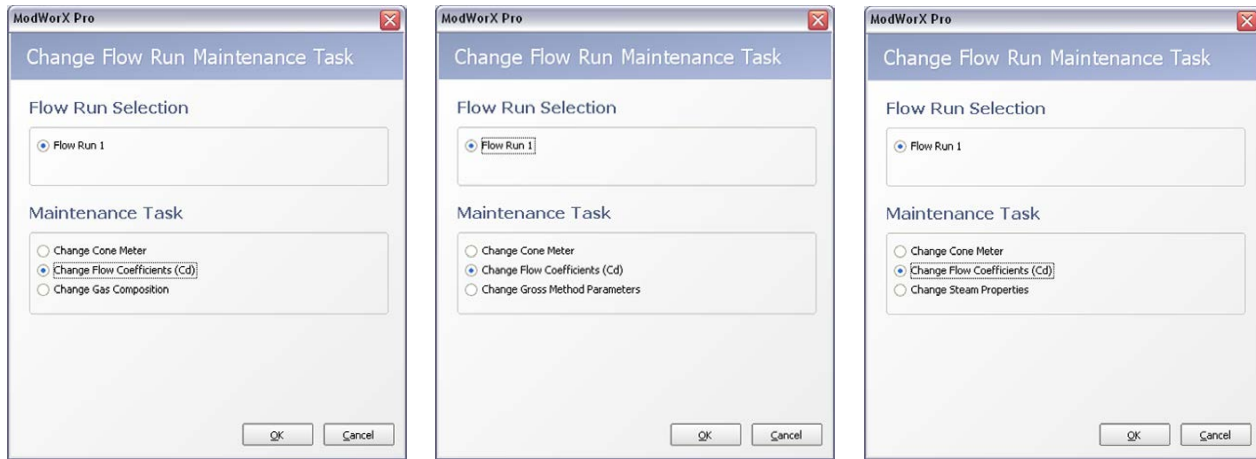 ModWorX Pro
Change Flow Run Maintenance Task
Flow Run Selection
Flow Run 1
Maintenance Task
Change Cone Meter
Change Flow Coefficients (Cd)
Change Gas Composition
OK
Cancel
ModWorX Pro
Change Flow Run Maintenance Task
Flow Run Selection
Flow Run 1
Maintenance Task
Change Cone Meter
Change Flow Coefficients (Cd)
Change Gross Method Parameters
OK
Cancel
ModWorX Pro
Change Flow Run Maintenance Task
Flow Run Selection
Flow Run 1
Maintenance Task
Change Cone Meter
Change Flow Coefficients (Cd)
Change Steam Properties
OK
Cancel